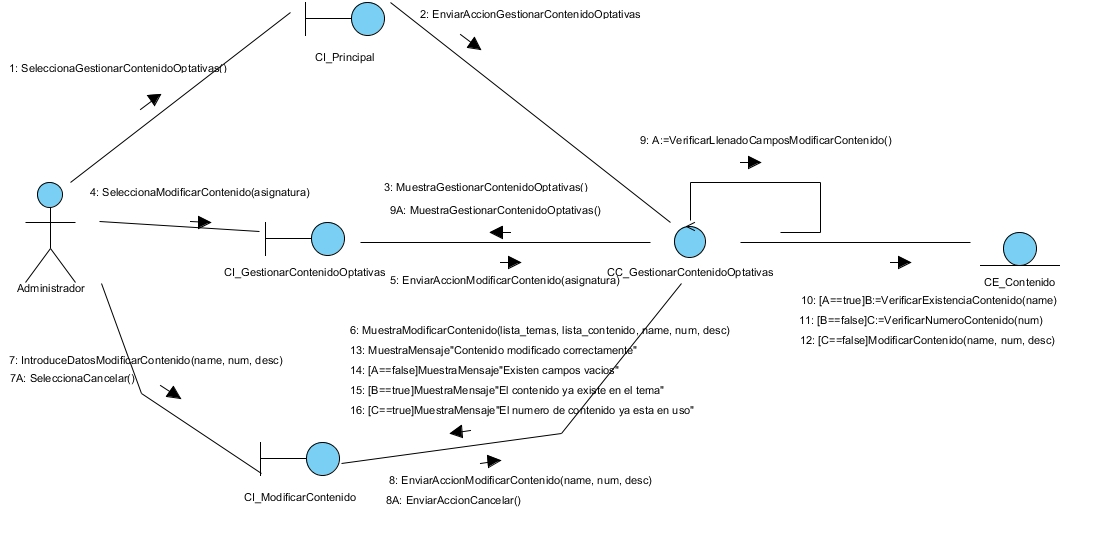 2: EnviarAccionGestionarContenidoOptativas
CI_Principal
1: SeleccionaGestionarContenidoOptativas()
9: A:=VerificarLlenadoCamposModificarContenido()
4: SeleccionaModificarContenido(asignatura)
3: MuestraGestionarContenidoOptativas()
9A: MuestraGestionarContenidoOptativas()
CI_GestionarContenidoOptativas
CC_GestionarContenidoOptativas
5: EnviarAccionModificarContenido(asignatura)
Administrador
CE_Contenido
10: [A==true]B:=VerificarExistenciaContenido(name)
11: [B==false]C:=VerificarNumeroContenido(num)
12: [C==false]ModificarContenido(name, num, desc)
6: MuestraModificarContenido(lista_temas, lista_contenido, name, num, desc)
13: MuestraMensaje"Contenido modificado correctamente"
14: [A==false]MuestraMensaje"Existen campos vacios"
15: [B==true]MuestraMensaje"El contenido ya existe en el tema"
16: [C==true]MuestraMensaje"El numero de contenido ya esta en uso"
7: IntroduceDatosModificarContenido(name, num, desc)
7A: SeleccionaCancelar()
8: EnviarAccionModificarContenido(name, num, desc)
8A: EnviarAccionCancelar()
CI_ModificarContenido